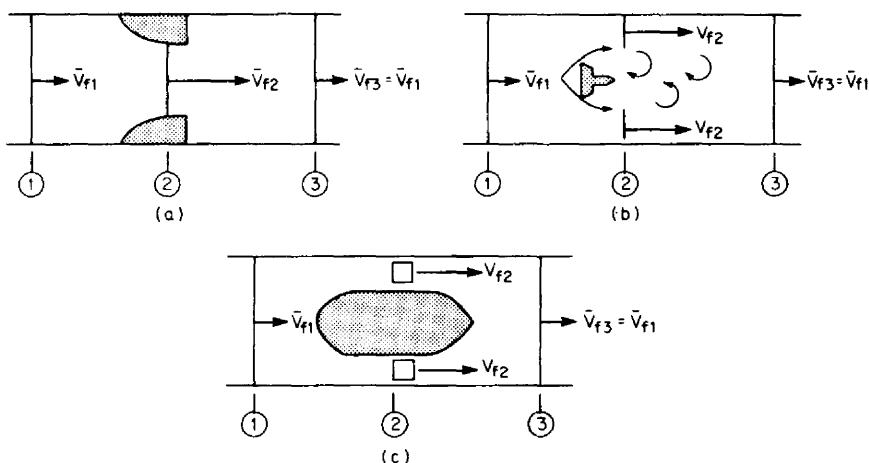 V̄f1 V̄f2 V̄f3 = V̄f1
1 2 3
(a)
Vf2
V̄f1 V̄f3 = V̄f1
Vf2
1 2 3
(b)
Vf2
V̄f1 V̄f3 = V̄f1
Vf2
1 2 3
(c)